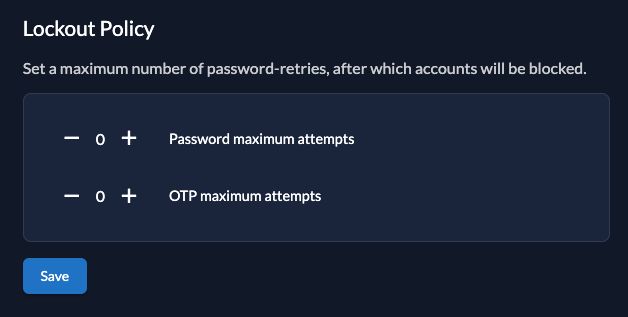 Lockout Policy
Set a maximum number of password-retries, after which accounts will be blocked.
− 0 + Password maximum attempts
− 0 + OTP maximum attempts
Save